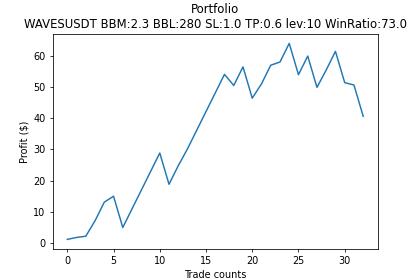 Portfolio
WAVESUSDT BBM:2.3 BBL:280 SL:1.0 TP:0.6 lev:10 WinRatio:73.0
60
50
40
30
20
10
0
Profit ($)
0 5 10 15 20 25 30
Trade counts